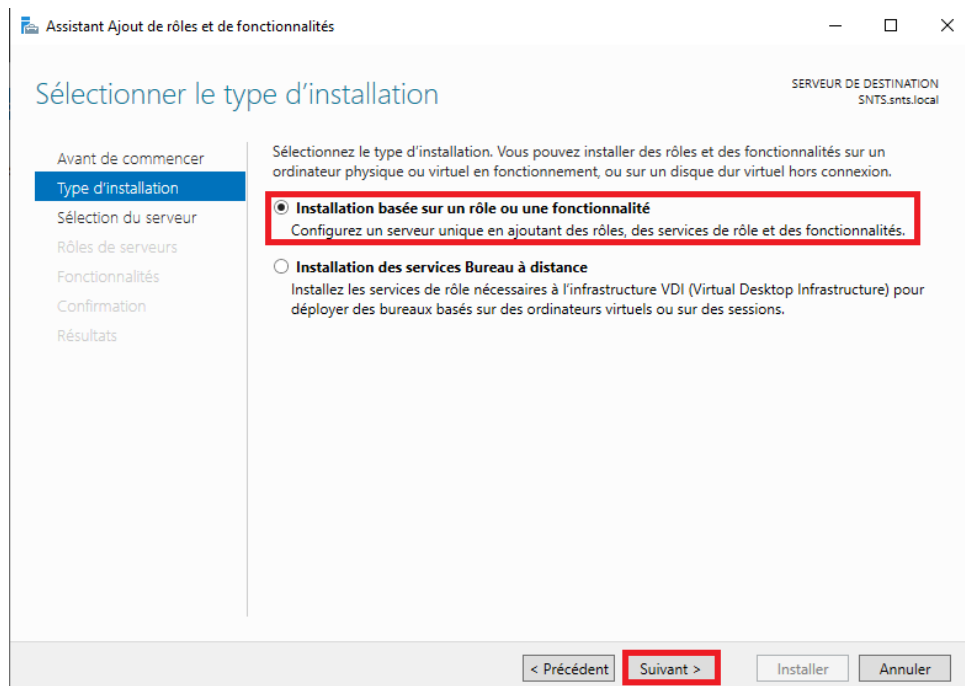 Assistant Ajout de rôles et de fonctionnalités
Sélectionner le type d’installation
SERVEUR DE DESTINATION
SNTS.snts.local
Avant de commencer
Type d’installation
Sélection du serveur
Rôles de serveurs
Fonctionnalités
Confirmation
Résultats
Sélectionnez le type d’installation. Vous pouvez installer des rôles et des fonctionnalités sur un
ordinateur physique ou virtuel en fonctionnement, ou sur un disque dur virtuel hors connexion.
Installation basée sur un rôle ou une fonctionnalité
Configurez un serveur unique en ajoutant des rôles, des services de rôle et des fonctionnalités.
Installation des services Bureau à distance
Installez les services de rôle nécessaires à l’infrastructure VDI (Virtual Desktop Infrastructure) pour
déployer des bureaux basés sur des ordinateurs virtuels ou sur des sessions.
< Précédent
Suivant >
Installer
Annuler